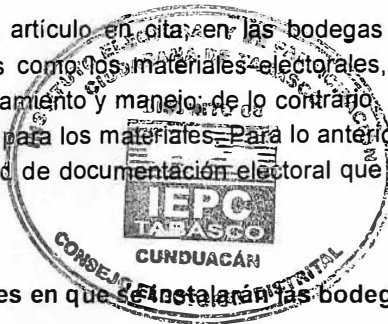 artículo en cita, en las bodegas
s como los materiales electorales,
amiento y manejo; de lo contrario
para los materiales. Para lo anterior
d de documentación electoral que
IEPC
TABASCO
CUNDUACÁN
CONSEJO ELECTORAL DISTRITAL
es en que se instalarán las bodeg